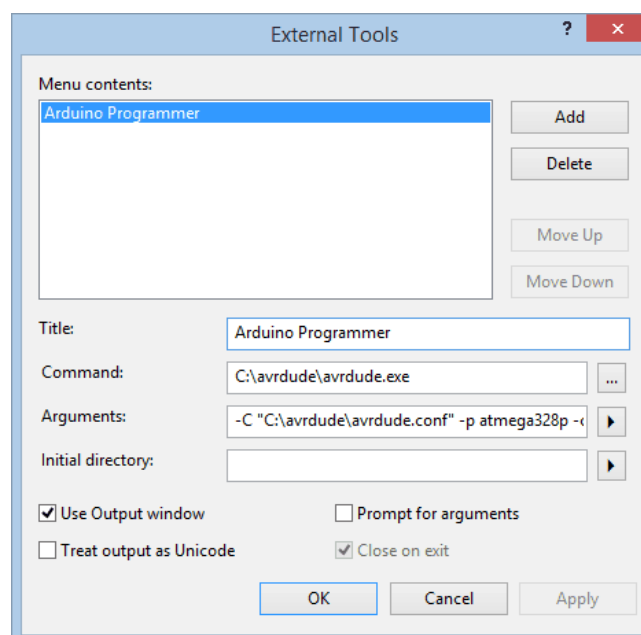 External Tools
?
Menu contents:
Arduino Programmer
Add
Delete
Move Up
Move Down
Title:
Arduino Programmer
Command:
C:\avrdude\avrdude.exe
...
Arguments:
-C "C:\avrdude\avrdude.conf" -p atmega328p -c
Initial directory:
Use Output window
Prompt for arguments
Treat output as Unicode
Close on exit
OK
Cancel
Apply